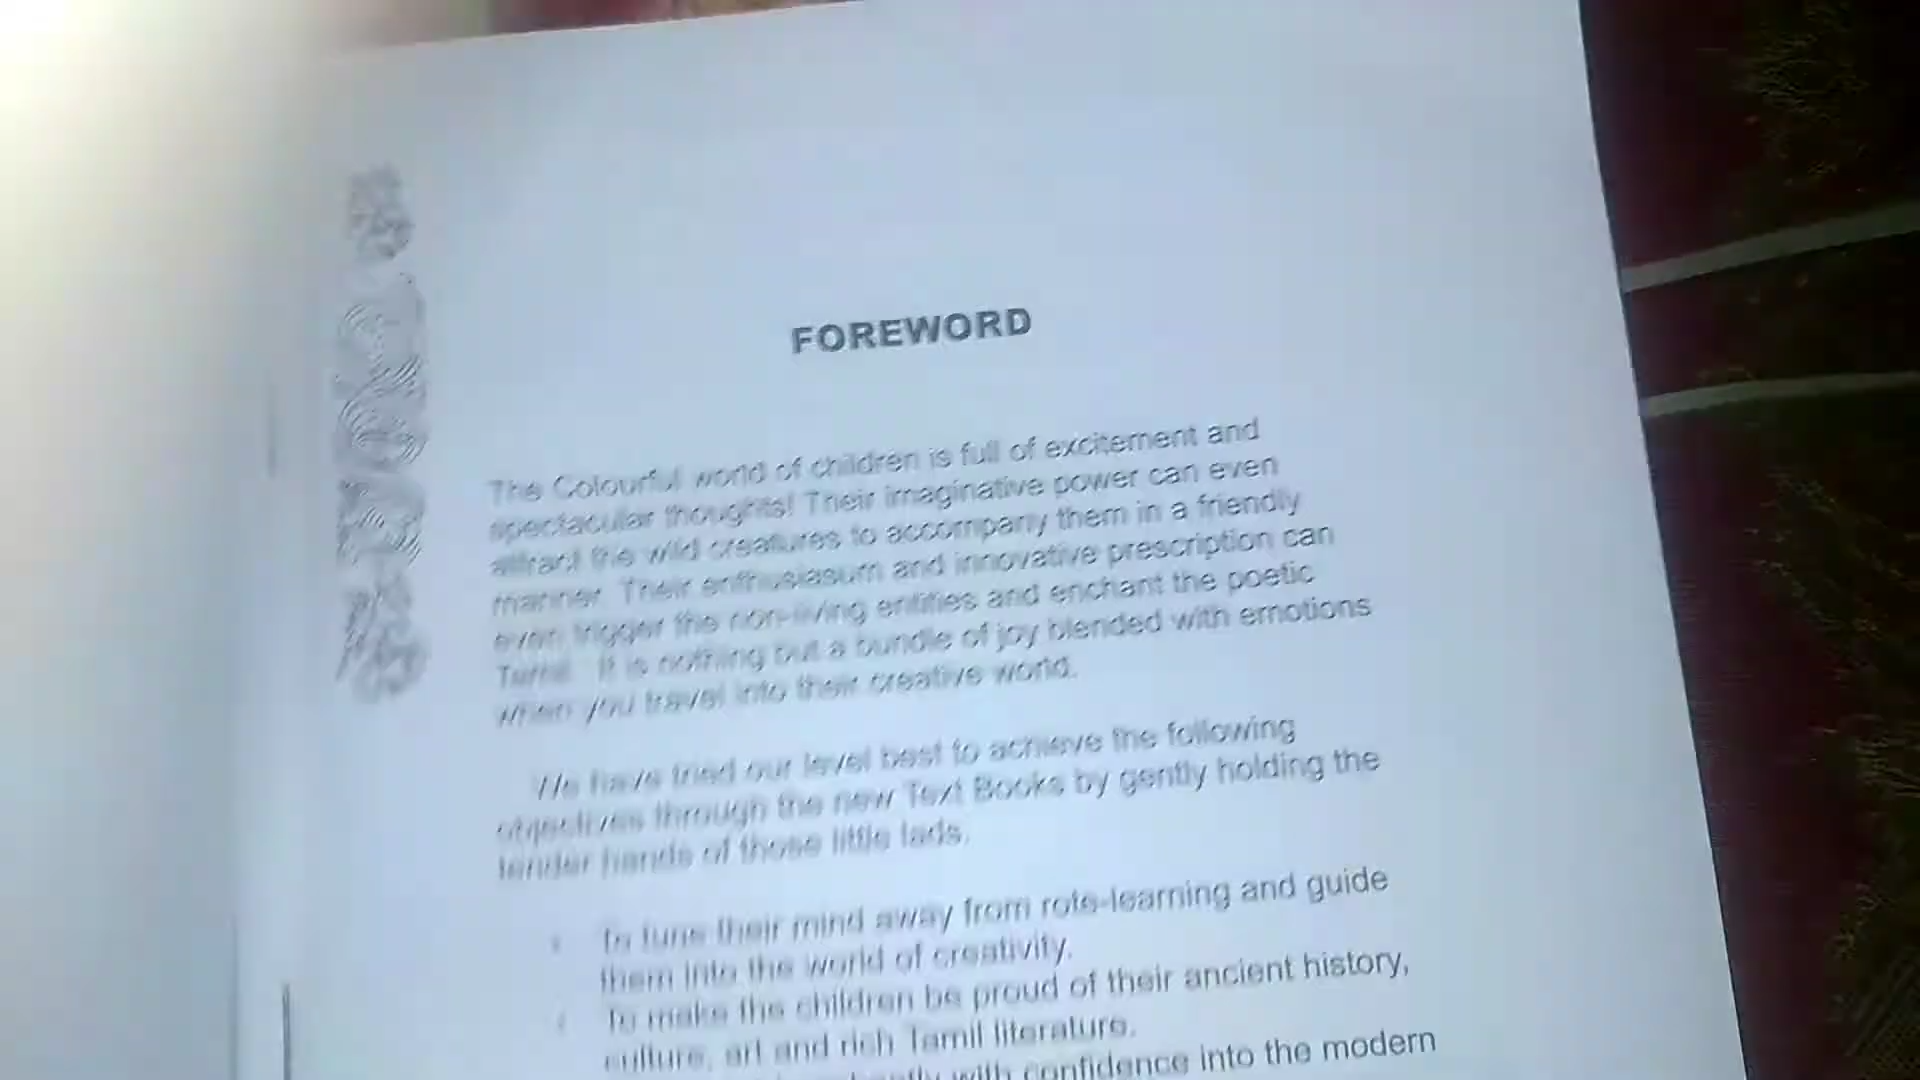 FOREWORD
The Colourful world of children is full of excitement and
spectacular thoughts! Their imaginative power can even
attract the wild creatures to accompany them in a friendly
manner. Their enthusiasum and innovative prescription can
even trigger the non-living entities and enchant the poetic
Tamil. It is nothing but a bundle of joy blended with emotions
when you travel into their creative world.
We have tried our level best to achieve the following
objectives through the new Text Books by gently holding the
tender hands of those little lads.
To tune their mind away from rote-learning and guide
them into the world of creativity.
To make the children be proud of their ancient history,
culture, art and rich Tamil literature.
with confidence into the modern